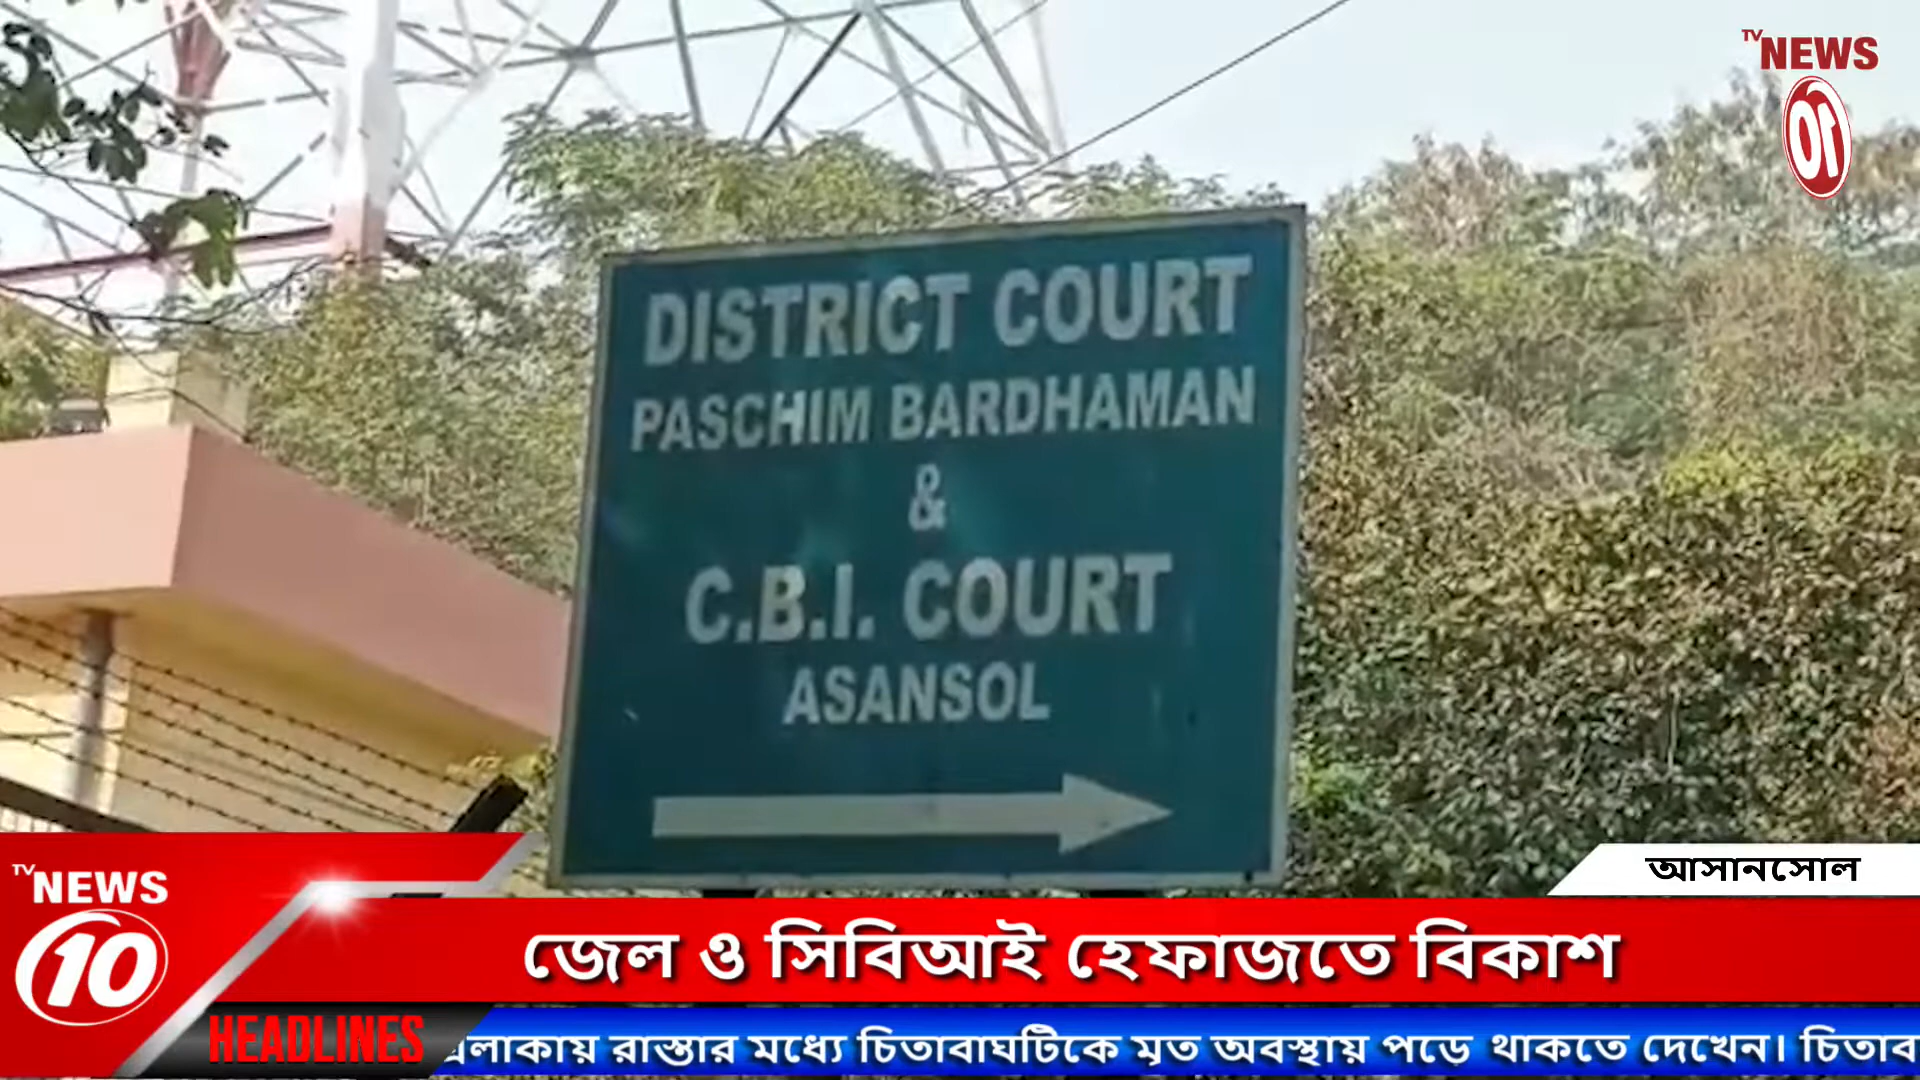 TV NEWS
10
DISTRICT COURT
PASCHIM BARDHAMAN
&
C.B.I. COURT
ASANSOL
আসানসোল
TV NEWS
10
জেল ও সিবিআই হেফাজতে বিকাশ
HEADLINES
এলাকায় রাস্তার মধ্যে চিতাবাঘটিকে মৃত অবস্থায় পড়ে থাকতে দেখেন।